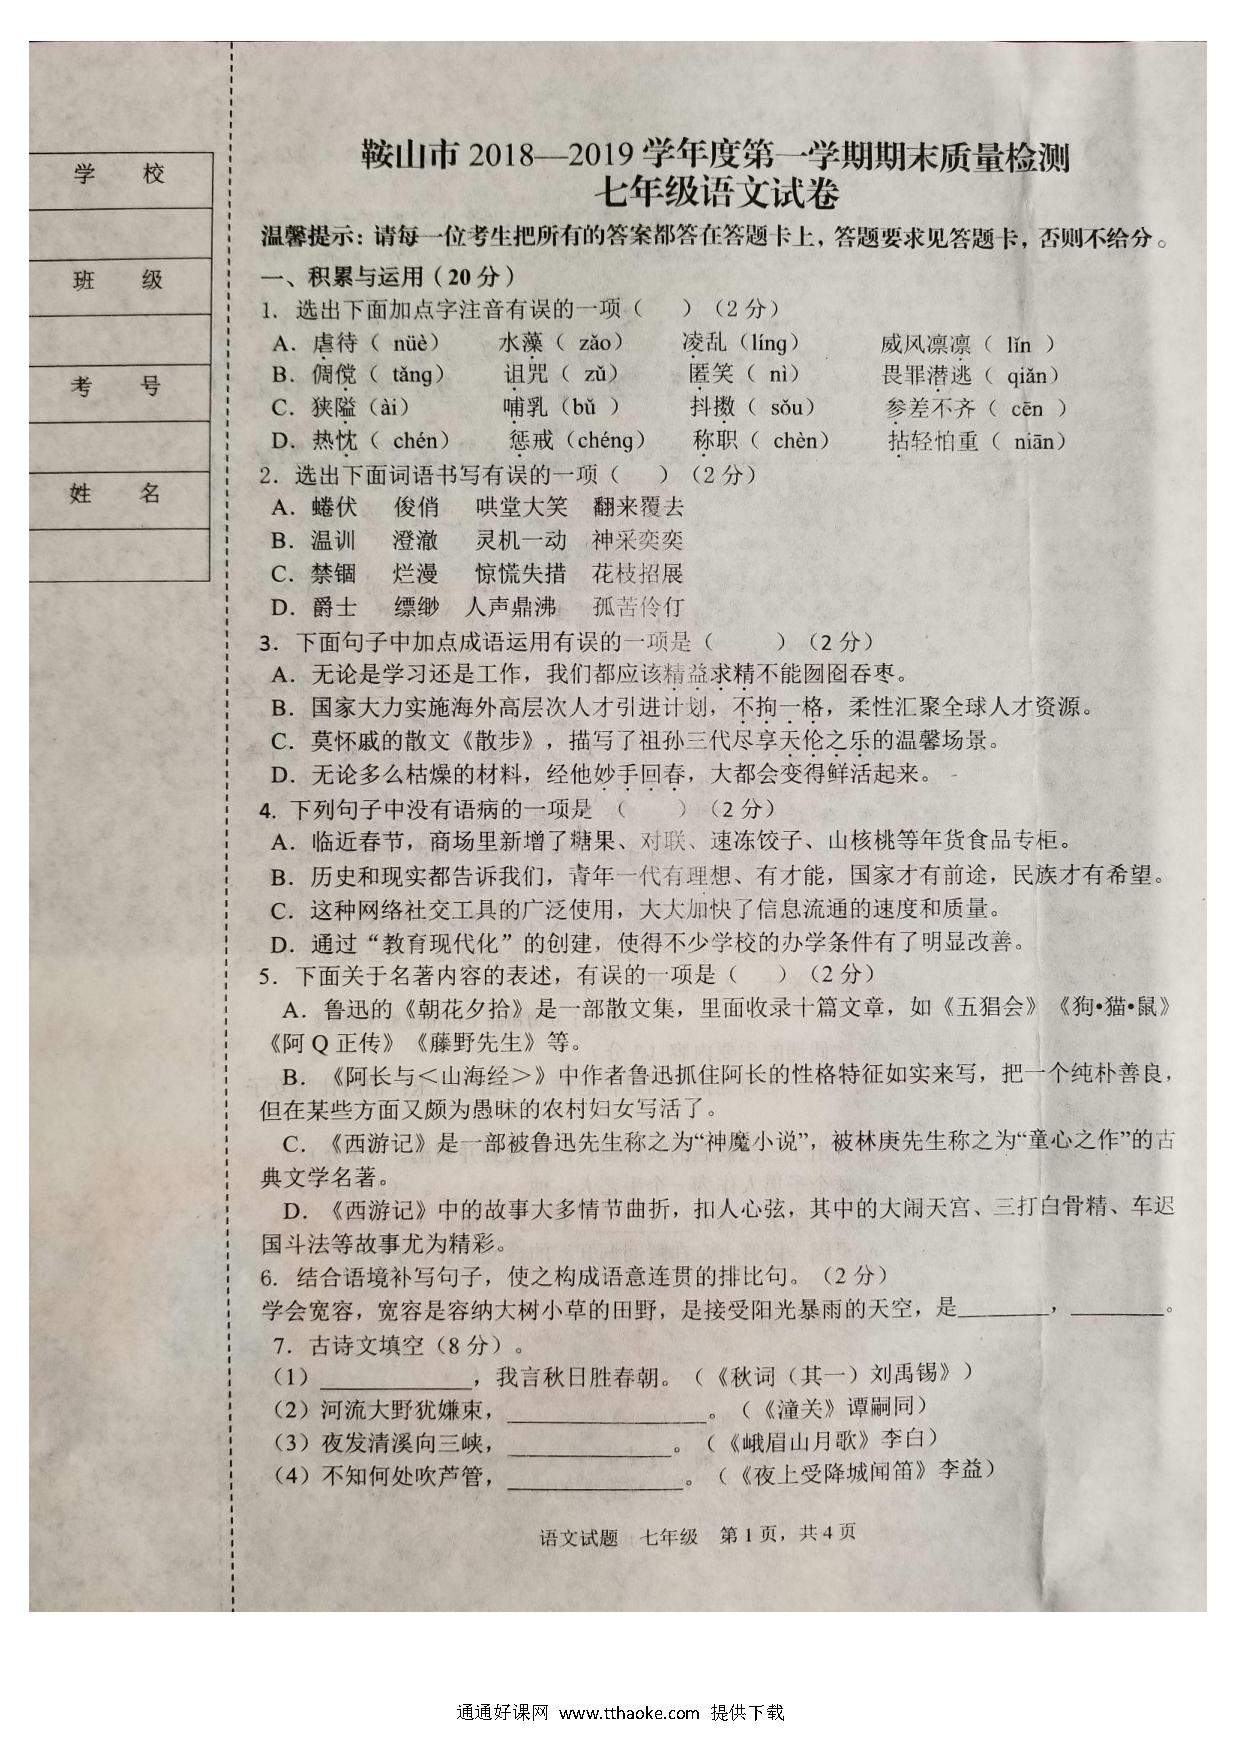 学 校
班 级
考 号
姓 名
鞍山市 2018—2019 学年度第一学期期末质量检测
七年级语文试卷
温馨提示：请每一位考生把所有的答案都答在答题卡上，答题要求见答题卡，否则不给分。
一、积累与运用（20 分）
1. 选出下面加点字注音有误的一项（ ）（2 分）
A．虐待（ nüè） 水藻（ zǎo） 凌乱（líng） 威风凛凛（ lǐn ）
B．倜傥（ tǎng） 诅咒（ zǔ） 匿笑（ nì） 畏罪潜逃（ qiǎn）
C．狭隘（ài） 哺乳（bǔ ） 抖擞（ sǒu） 参差不齐（ cēn ）
D．热忱（ chén） 惩戒（chéng） 称职（ chèn） 拈轻怕重（ niān）
2．选出下面词语书写有误的一项（ ）（2 分）
A．蜷伏 俊俏 哄堂大笑 翻来覆去
B．温训 澄澈 灵机一动 神采奕奕
C．禁锢 烂漫 惊慌失措 花枝招展
D．爵士 缥缈 人声鼎沸 孤苦伶仃
3．下面句子中加点成语运用有误的一项是（ ）（2 分）
A．无论是学习还是工作，我们都应该精益求精不能囫囵吞枣。
B．国家大力实施海外高层次人才引进计划，不拘一格，柔性汇聚全球人才资源。
C．莫怀戚的散文《散步》，描写了祖孙三代尽享天伦之乐的温馨场景。
D．无论多么枯燥的材料，经他妙手回春，大都会变得鲜活起来。
4. 下列句子中没有语病的一项是 （ ）（2 分）
A．临近春节，商场里新增了糖果、对联、速冻饺子、山核桃等年货食品专柜。
B．历史和现实都告诉我们，青年一代有理想、有才能，国家才有前途，民族才有希望。
C．这种网络社交工具的广泛使用，大大加快了信息流通的速度和质量。
D．通过“教育现代化”的创建，使得不少学校的办学条件有了明显改善。
5．下面关于名著内容的表述，有误的一项是（ ）（2 分）
A．鲁迅的《朝花夕拾》是一部散文集，里面收录十篇文章，如《五猖会》《狗•猫•鼠》
《阿 Q 正传》《藤野先生》等。
B．《阿长与＜山海经＞》中作者鲁迅抓住阿长的性格特征如实来写，把一个纯朴善良，
但在某些方面又颇为愚昧的农村妇女写活了。
C．《西游记》是一部被鲁迅先生称之为“神魔小说”，被林庚先生称之为“童心之作”的古
典文学名著。
D．《西游记》中的故事大多情节曲折，扣人心弦，其中的大闹天宫、三打白骨精、车迟
国斗法等故事尤为精彩。
6．结合语境补写句子，使之构成语意连贯的排比句。（2 分）
学会宽容，宽容是容纳大树小草的田野，是接受阳光暴雨的天空，是________，________。
7．古诗文填空（8 分）。
（1）____________，我言秋日胜春朝。（《秋词（其一）刘禹锡》）
（2）河流大野犹嫌束，________________。（《潼关》谭嗣同）
（3）夜发清溪向三峡，_____________。（《峨眉山月歌》李白）
（4）不知何处吹芦管，______________。（《夜上受降城闻笛》李益）
语文试题 七年级 第 1 页，共 4 页
通通好课网 www.tthaoke.com 提供下载